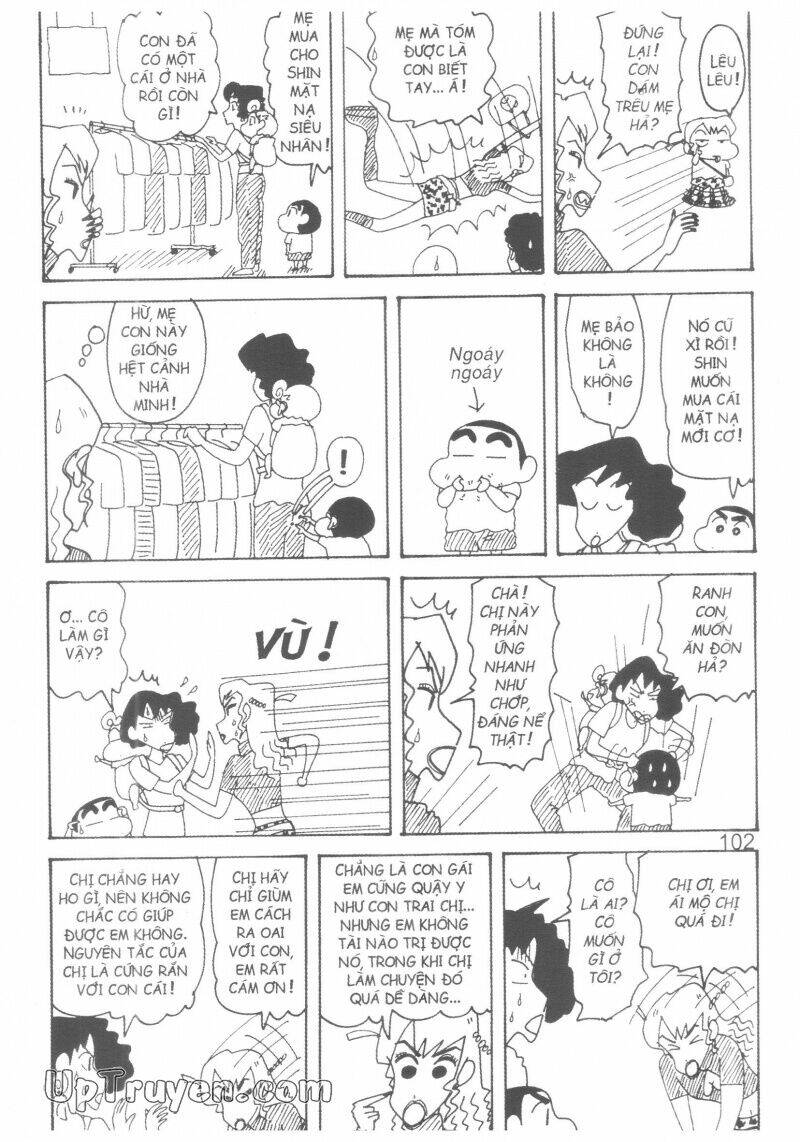 LÊU
LÊU!
ĐỨNG
LẠI!
CON
DÁM
TRÊU MẸ
HẢ?
MẸ MÀ TÓM
ĐƯỢC LÀ
CON BIẾT
TAY... Á!
MẸ
MUA
CHO
SHIN
MẶT
NẠ
SIÊU
NHÂN!
CON ĐÃ
CÓ MỘT
CÁI Ở NHÀ
RỒI CÒN
GÌ!
NÓ CŨ
XÌ RỒI!
SHIN
MUỐN
MUA CÁI
MẶT NẠ
MỚI CƠ!
MẸ BẢO
KHÔNG
LÀ
KHÔNG
!
Ngoáy
ngoáy
HỪ, MẸ
CON NÀY
GIỐNG
HỆT CẢNH
NHÀ
MINH!
!
RANH
CON,
MUỐN
ĂN ĐÒN
HẢ?
CHÀ!
CHỊ NÀY
PHẢN
ỨNG
NHANH
NHƯ
CHỚP,
ĐÁNG NỂ
THẬT!
VÙ!
Ơ... CÔ
LÀM GÌ
VẬY?
102
CHỊ ƠI, EM
ÁI MỘ CHỊ
QUÁ ĐI!
CÔ
LÀ AI?
CÔ
MUỐN
GÌ Ở
TÔI?
CHẲNG LÀ CON GÁI
EM CŨNG QUẬY Y
NHƯ CON TRAI CHỊ...
NHƯNG EM KHÔNG
TÀI NÀO TRỊ ĐƯỢC
NÓ, TRONG KHI CHỊ
LÀM CHUYỆN ĐÓ
QUÁ DỄ DÀNG...
CHỊ HÃY
CHỈ GIÙM
EM CÁCH
RA OAI
VỚI CON,
EM RẤT
CÁM ƠN!
CHỊ CHẲNG HAY
HO GÌ, NÊN KHÔNG
CHẮC CÓ GIÚP
ĐƯỢC EM KHÔNG.
NGUYÊN TẮC CỦA
CHỊ LÀ CỨNG RẮN
VỚI CON CÁI!
UpTruyen.com